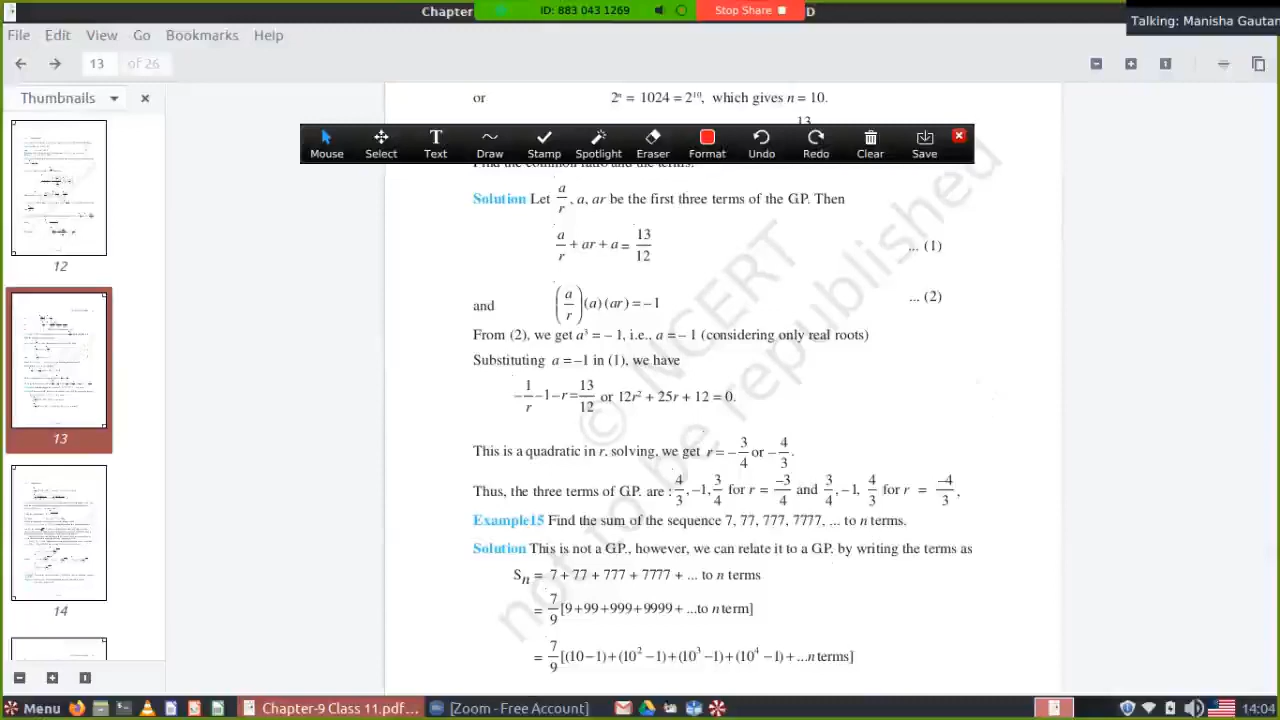 Chapter
ID: 883 043 1269
Stop Share
D
Talking: Manisha Gautan
File Edit View Go Bookmarks Help
13 of 26
Thumbnails
12
13
14
Mouse Select Text Draw Stamp Spotlight Eraser Format Undo Redo Clear Save
or 2ⁿ = 1024 = 2¹⁰, which gives n = 10.
13
Find the common ratio and the terms.
Solution Let a/r, a, ar be the first three terms of the G.P. Then
a/r + ar + a = 13/12 ... (1)
and (a/r)(a)(ar) = −1 ... (2)
From (2), we get a³ = − 1, i.e., a = − 1 (considering only real roots)
Substituting a = −1 in (1), we have
−1/r −1 − r = 13/12 or 12r² + 25r + 12 = 0.
This is a quadratic in r, solving, we get r = −3/4 or −4/3.
Thus, the three terms of G.P. are : 4/3, −1, 3/4 for r = −3/4 and 3/4, −1, 4/3 for r = −4/3,
Example15 Find the sum of the sequence 7, 77, 777, 7777, ... to n terms.
Solution This is not a G.P., however, we can relate it to a G.P. by writing the terms as
Sₙ = 7 + 77 + 777 + 7777 + ... to n terms
= 7/9 [9+99+999+9999+ ...to n term]
= 7/9 [(10−1)+(10² −1)+(10³ −1)+(10⁴ −1)+ ...n terms]
© NCERT
not to be republished
Menu Chapter-9 Class 11.pdf... [Zoom - Free Account] 14:04